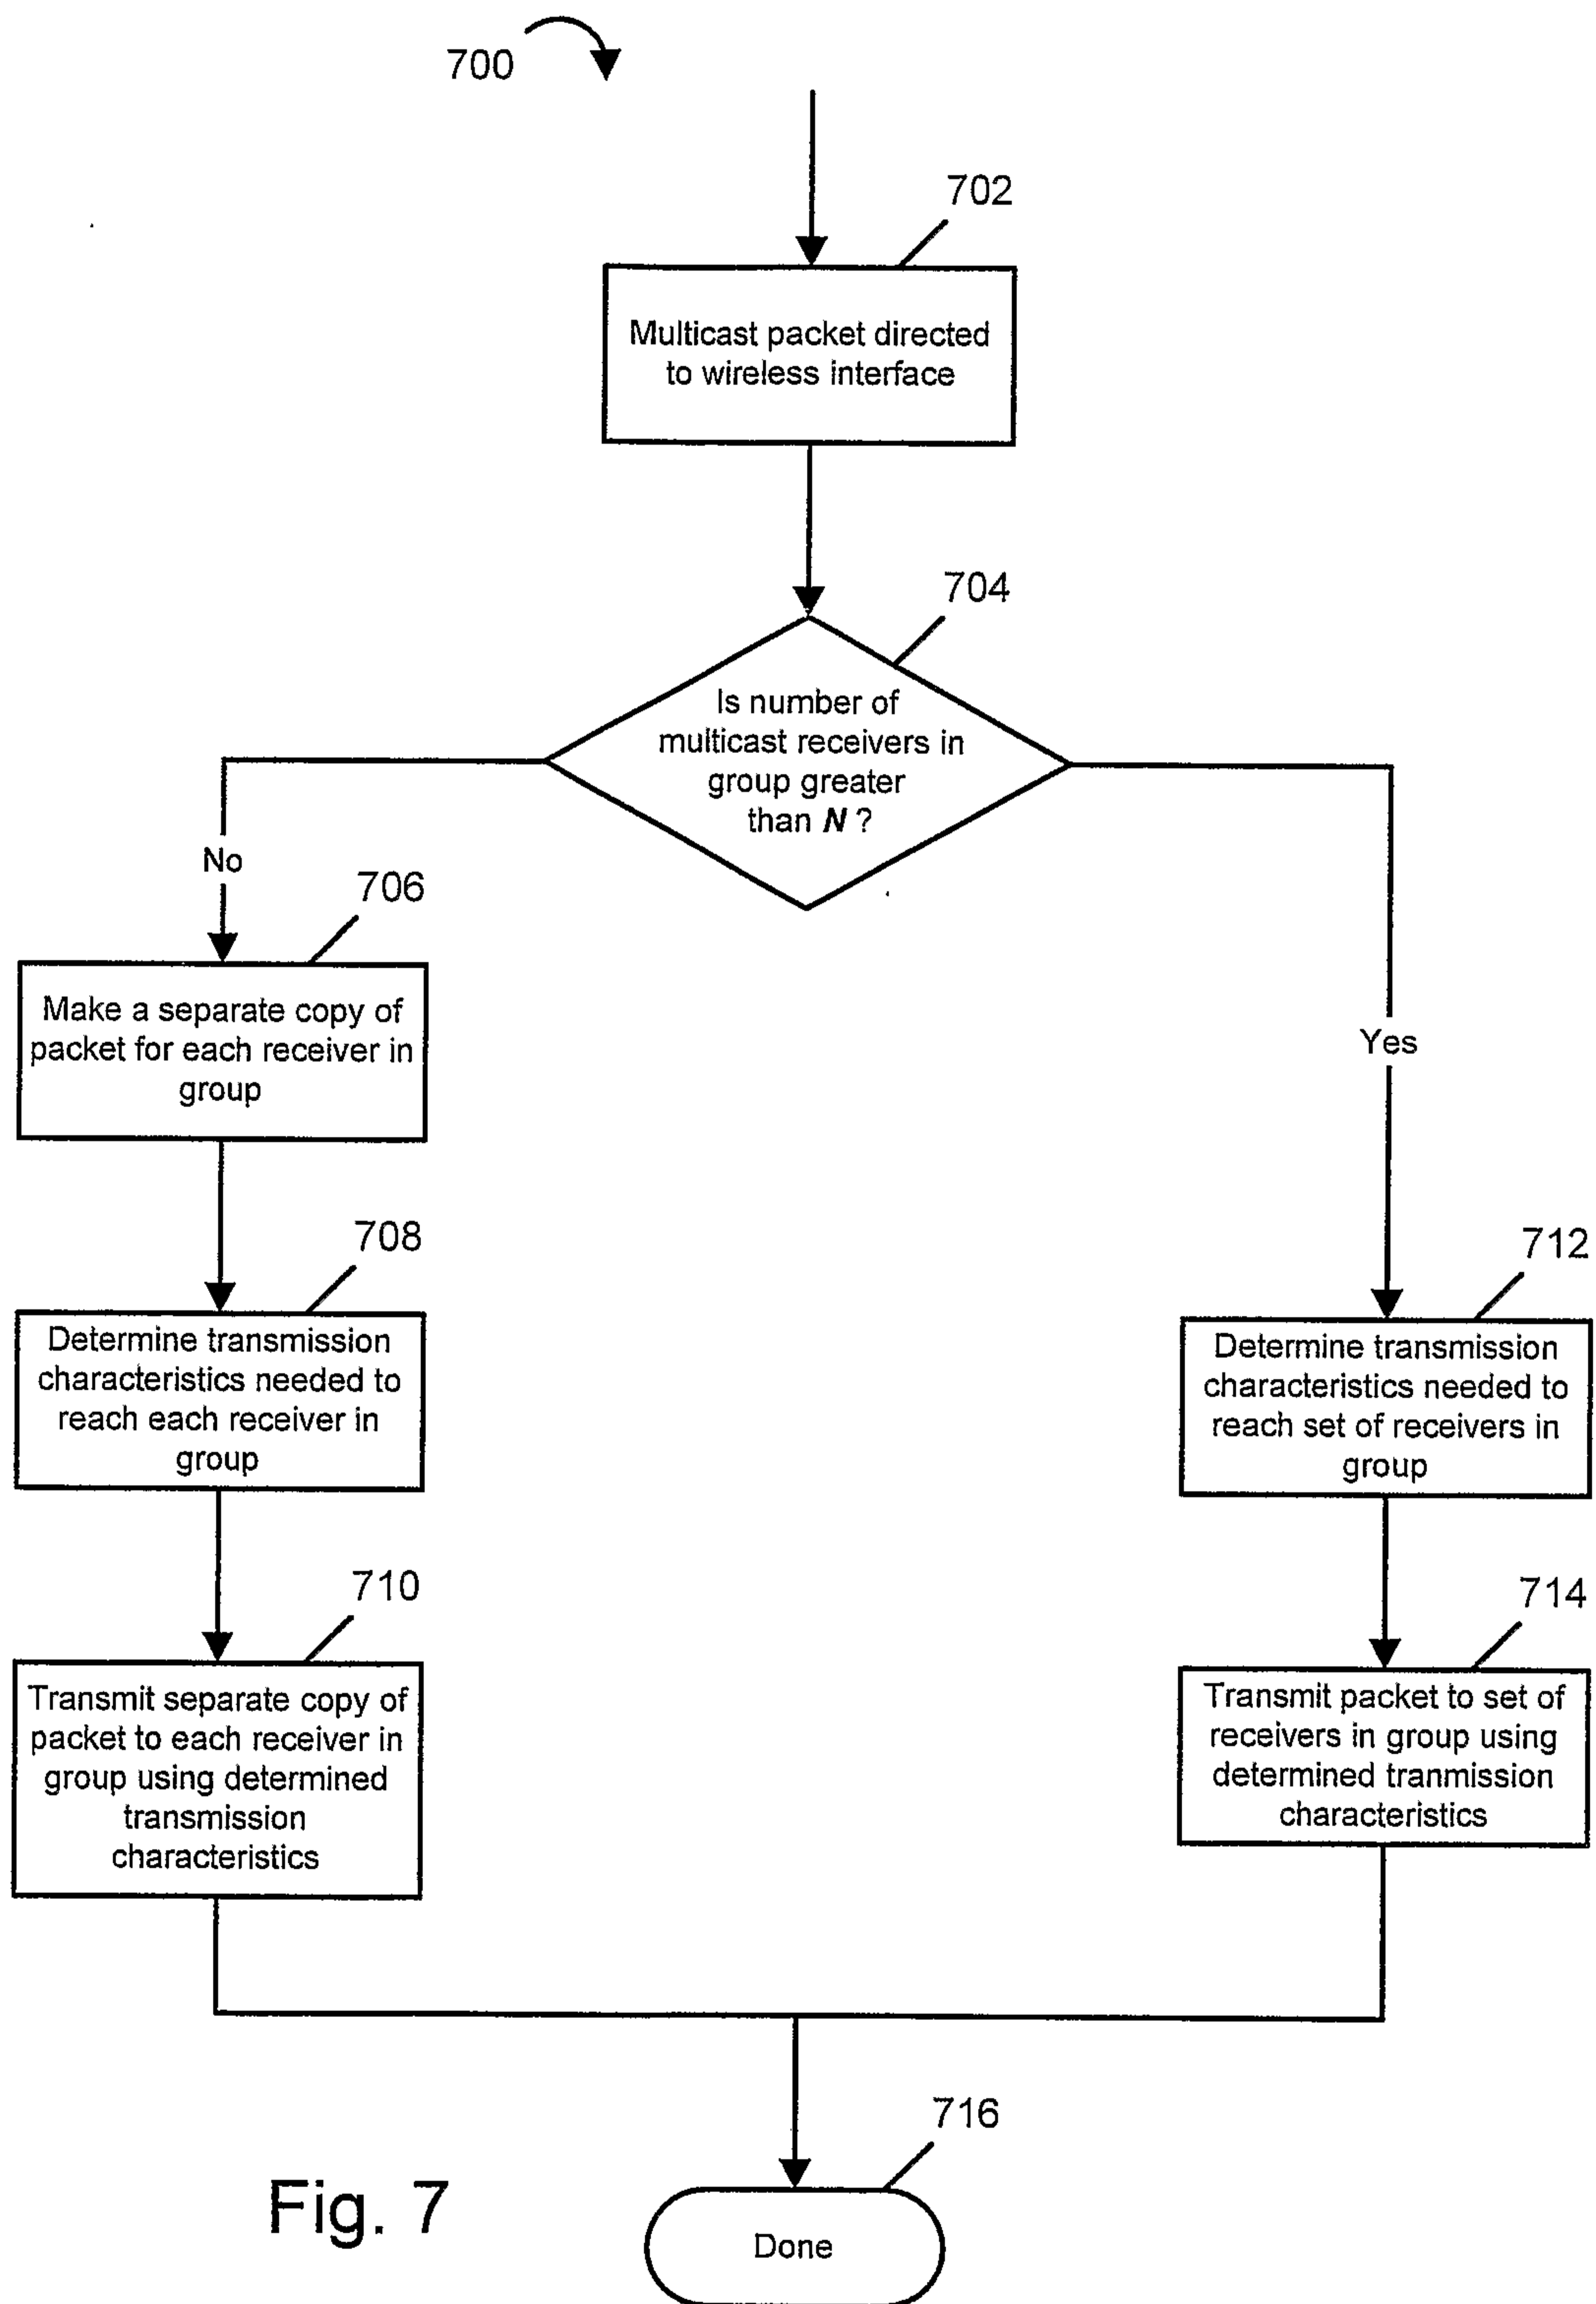 700
702
Multicast packet directed
to wireless interface
704
Is number of
multicast receivers in
group greater
than N ?
No
706
Make a separate copy of
packet for each receiver in
group
Yes
708
Determine transmission
characteristics needed to
reach each receiver in
group
712
Determine transmission
characteristics needed to
reach set of receivers in
group
710
Transmit separate copy of
packet to each receiver in
group using determined
transmission
characteristics
714
Transmit packet to set of
receivers in group using
determined tranmission
characteristics
716
Done
Fig. 7